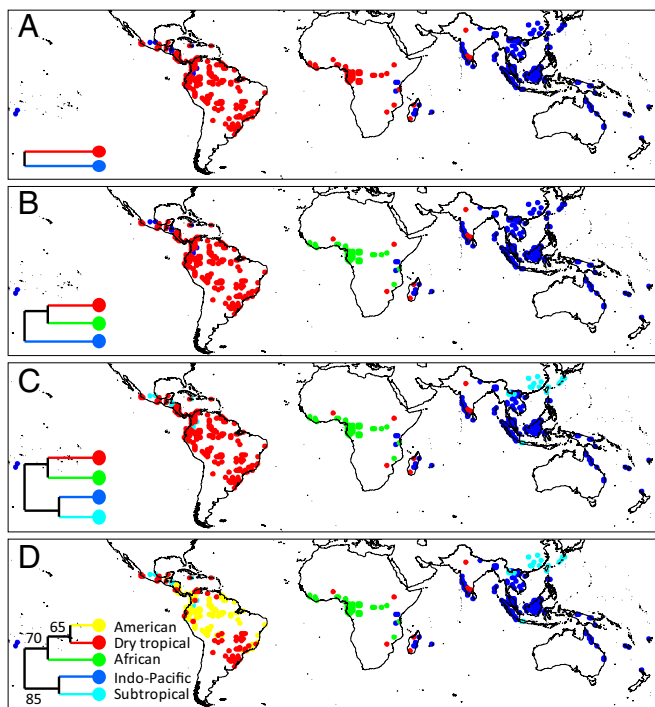 A
B
C
D
65
American
70
Dry tropical
African
Indo-Pacific
85
Subtropical